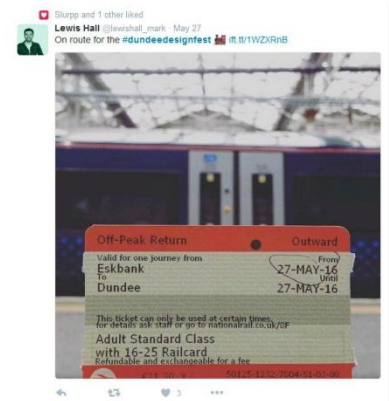 Slurpp and 1 other liked
Lewis Hall @lewishall_mark · May 27
On route for the #dundeedesignfest ift.tt/1WZXRnB
Off-Peak Return Outward
Valid for one journey from From
Eskbank 27-MAY-16
To Until
Dundee 27-MAY-16
This ticket can only be used at certain times,
for details ask staff or go to nationalrail.co.uk/OP
Adult Standard Class
with 16-25 Railcard
Refundable and exchangeable for a fee
3